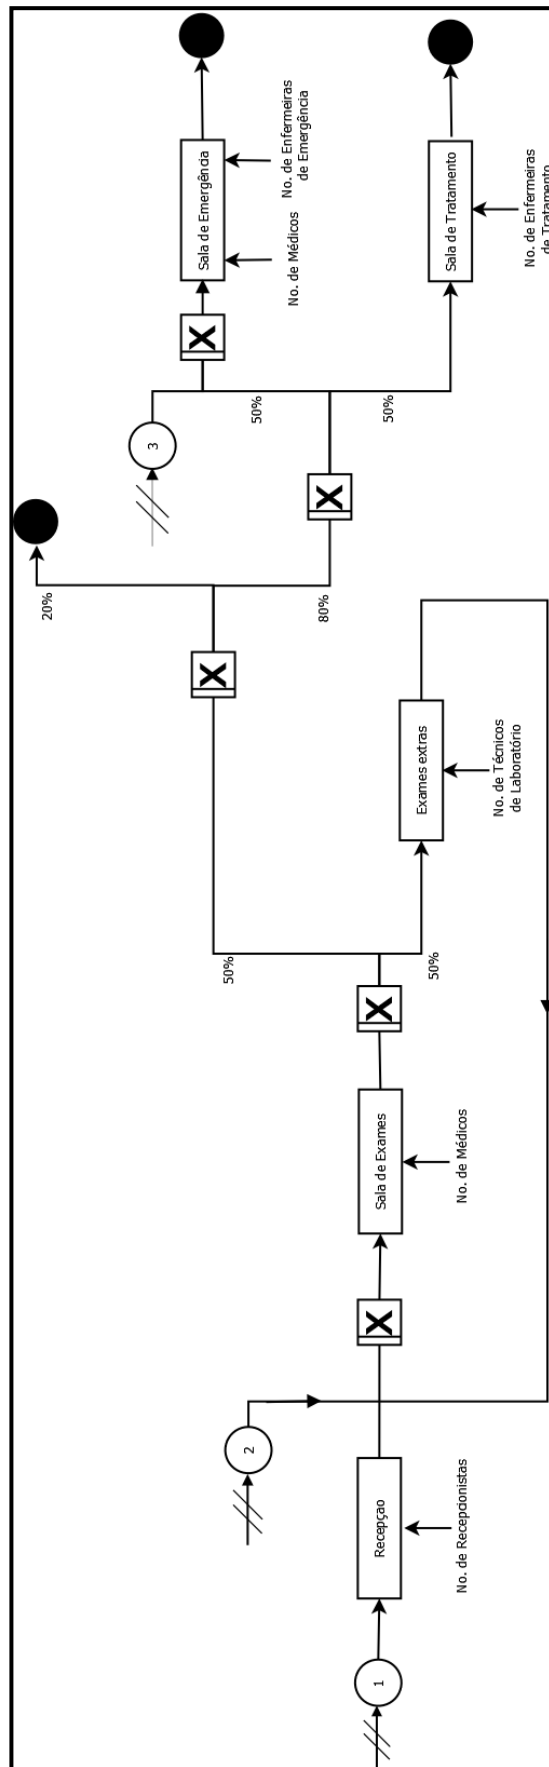 1
Recepçao
No. de Recepcionistas
2
X
Sala de Exames
No. de Médicos
X
50%
50%
Exames extras
No. de Técnicos
de Laboratório
X
20%
80%
X
3
50%
50%
X
Sala de Emergência
No. de Médicos
No. de Enfermeiras
de Emergência
Sala de Tratamento
No. de Enfermeiras
de Tratamento